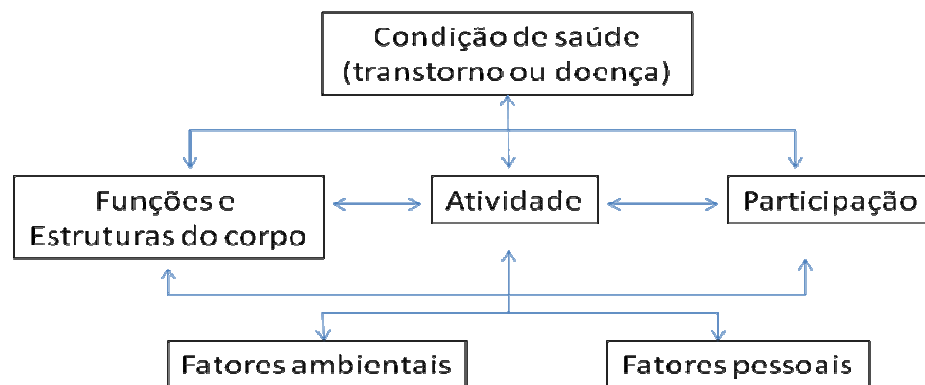 Condição de saúde
(transtorno ou doença)
Funções e
Estruturas do corpo
Atividade
Participação
Fatores ambientais
Fatores pessoais